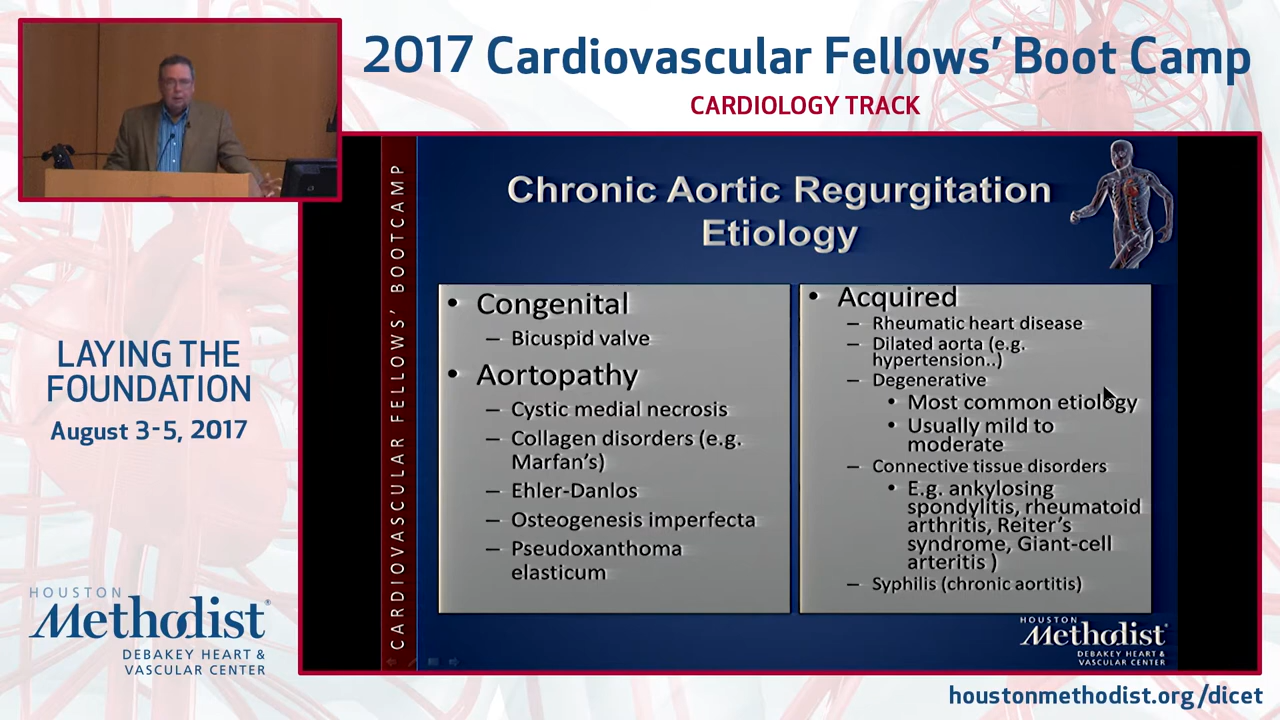 2017 Cardiovascular Fellows' Boot Camp
CARDIOLOGY TRACK
LAYING THE
FOUNDATION
August 3-5, 2017
HOUSTON
Methodist®
DEBAKEY HEART &
VASCULAR CENTER
CARDIOVASCULAR FELLOWS' BOOTCAMP
Chronic Aortic Regurgitation
Etiology
• Congenital
– Bicuspid valve
• Aortopathy
– Cystic medial necrosis
– Collagen disorders (e.g.
Marfan's)
– Ehler-Danlos
– Osteogenesis imperfecta
– Pseudoxanthoma
elasticum
• Acquired
– Rheumatic heart disease
– Dilated aorta (e.g.
hypertension..)
– Degenerative
• Most common etiology
• Usually mild to
moderate
– Connective tissue disorders
• E.g. ankylosing
spondylitis, rheumatoid
arthritis, Reiter's
syndrome, Giant-cell
arteritis )
– Syphilis (chronic aortitis)
HOUSTON
Methodist
DEBAKEY HEART &
VASCULAR CENTER
houstonmethodist.org/dicet